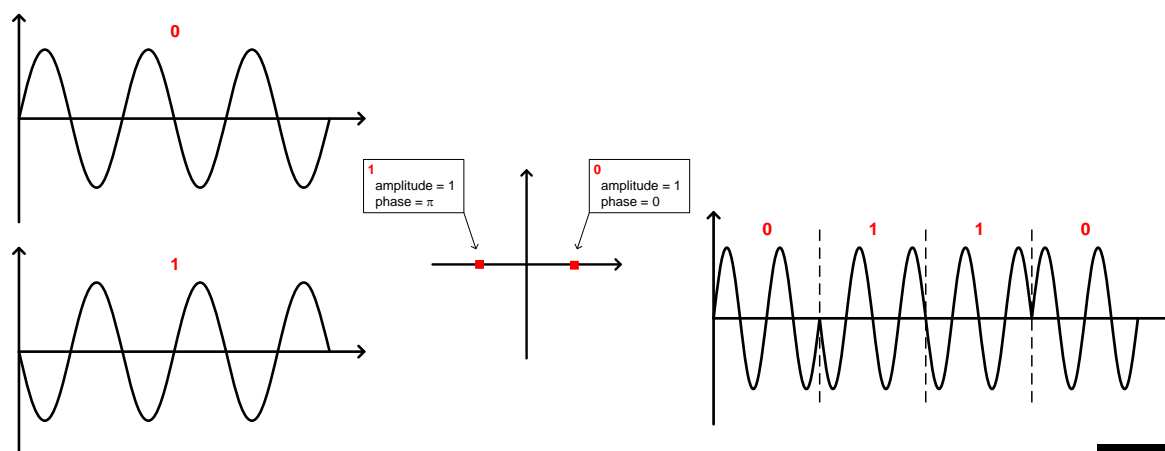 0
1
amplitude = 1
phase = π
0
amplitude = 1
phase = 0
1
0
1
1
0